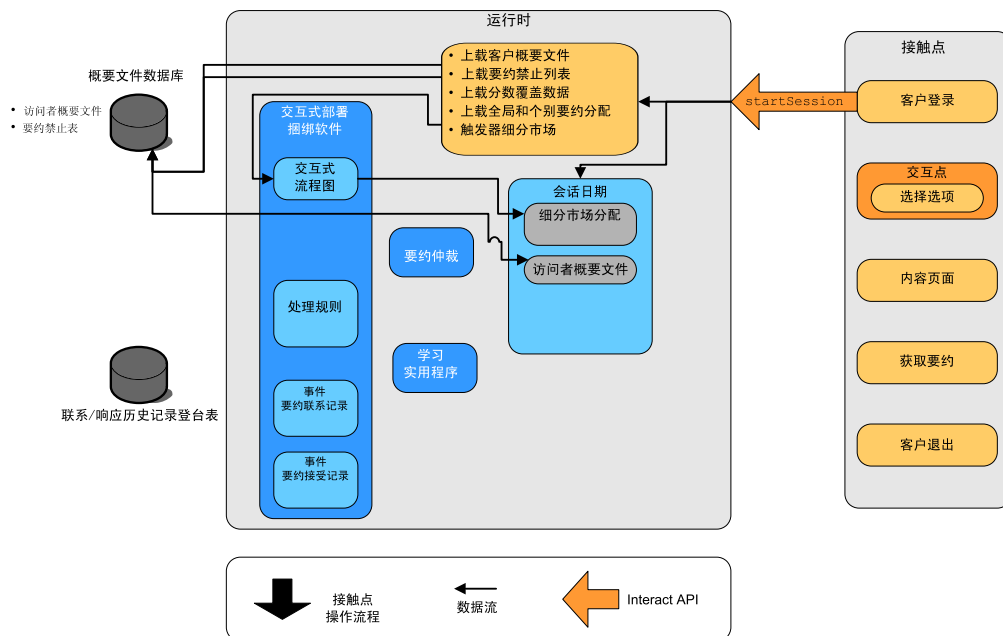 运行时
• 上载客户概要文件
• 上载要约禁止列表
• 上载分数覆盖数据
• 上载全局和个别要约分配
• 触发器细分市场
概要文件数据库
• 访问者概要文件
• 要约禁止表
交互式部署
捆绑软件
交互式
流程图
处理规则
事件
要约联系记录
事件
要约接受记录
要约仲裁
学习
实用程序
会话日期
细分市场分配
访问者概要文件
联系/响应历史记录登台表
startSession
接触点
客户登录
交互点
选择选项
内容页面
获取要约
客户退出
接触点
操作流程
数据流
Interact API